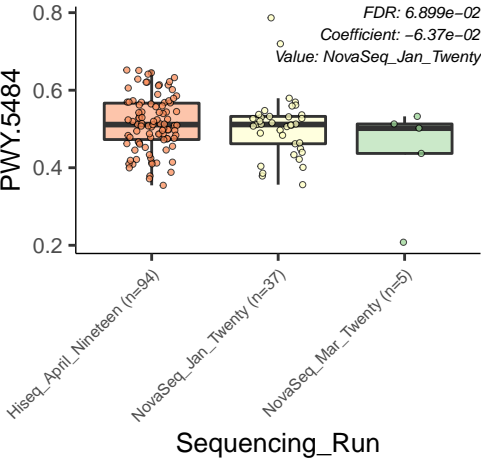 FDR: 6.899e−02
Coefficient: −6.37e−02
Value: NovaSeq_Jan_Twenty
PWY.5484
0.8
0.6
0.4
0.2
Hiseq_April_Nineteen (n=94)
NovaSeq_Jan_Twenty (n=37)
NovaSeq_Mar_Twenty (n=5)
Sequencing_Run